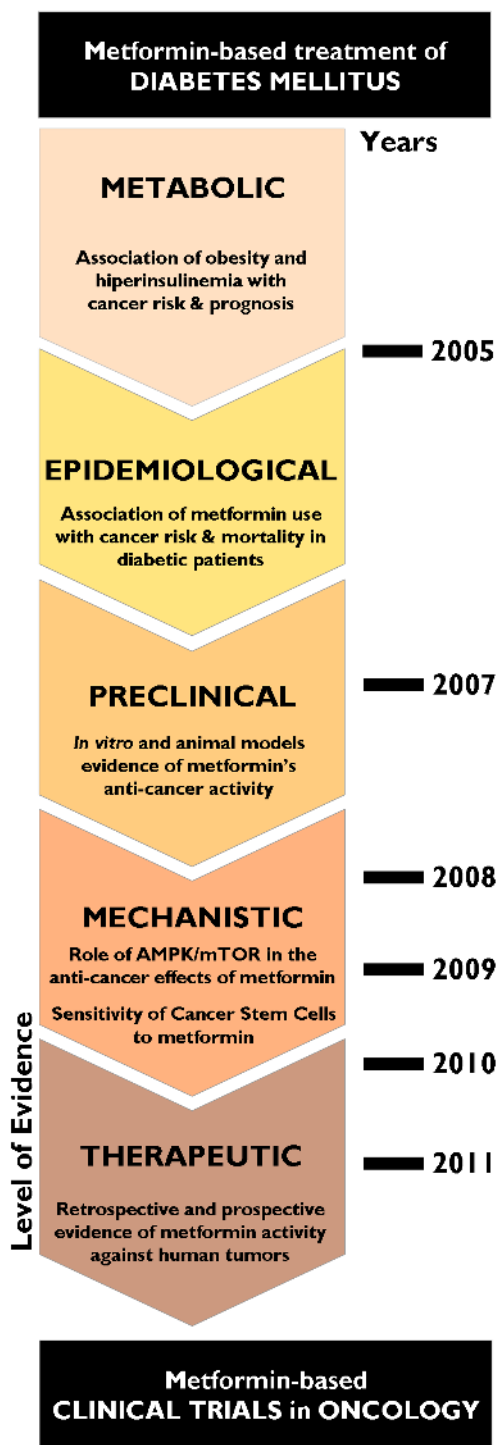 Metformin-based treatment of
DIABETES MELLITUS
Years
METABOLIC
Association of obesity and
hiperinsulinemia with
cancer risk & prognosis
2005
EPIDEMIOLOGICAL
Association of metformin use
with cancer risk & mortality in
diabetic patients
2007
PRECLINICAL
In vitro and animal models
evidence of metformin's
anti-cancer activity
2008
MECHANISTIC
Role of AMPK/mTOR in the
anti-cancer effects of metformin
2009
Sensitivity of Cancer Stem Cells
to metformin
2010
Level of Evidence
THERAPEUTIC
2011
Retrospective and prospective
evidence of metformin activity
against human tumors
Metformin-based
CLINICAL TRIALS in ONCOLOGY